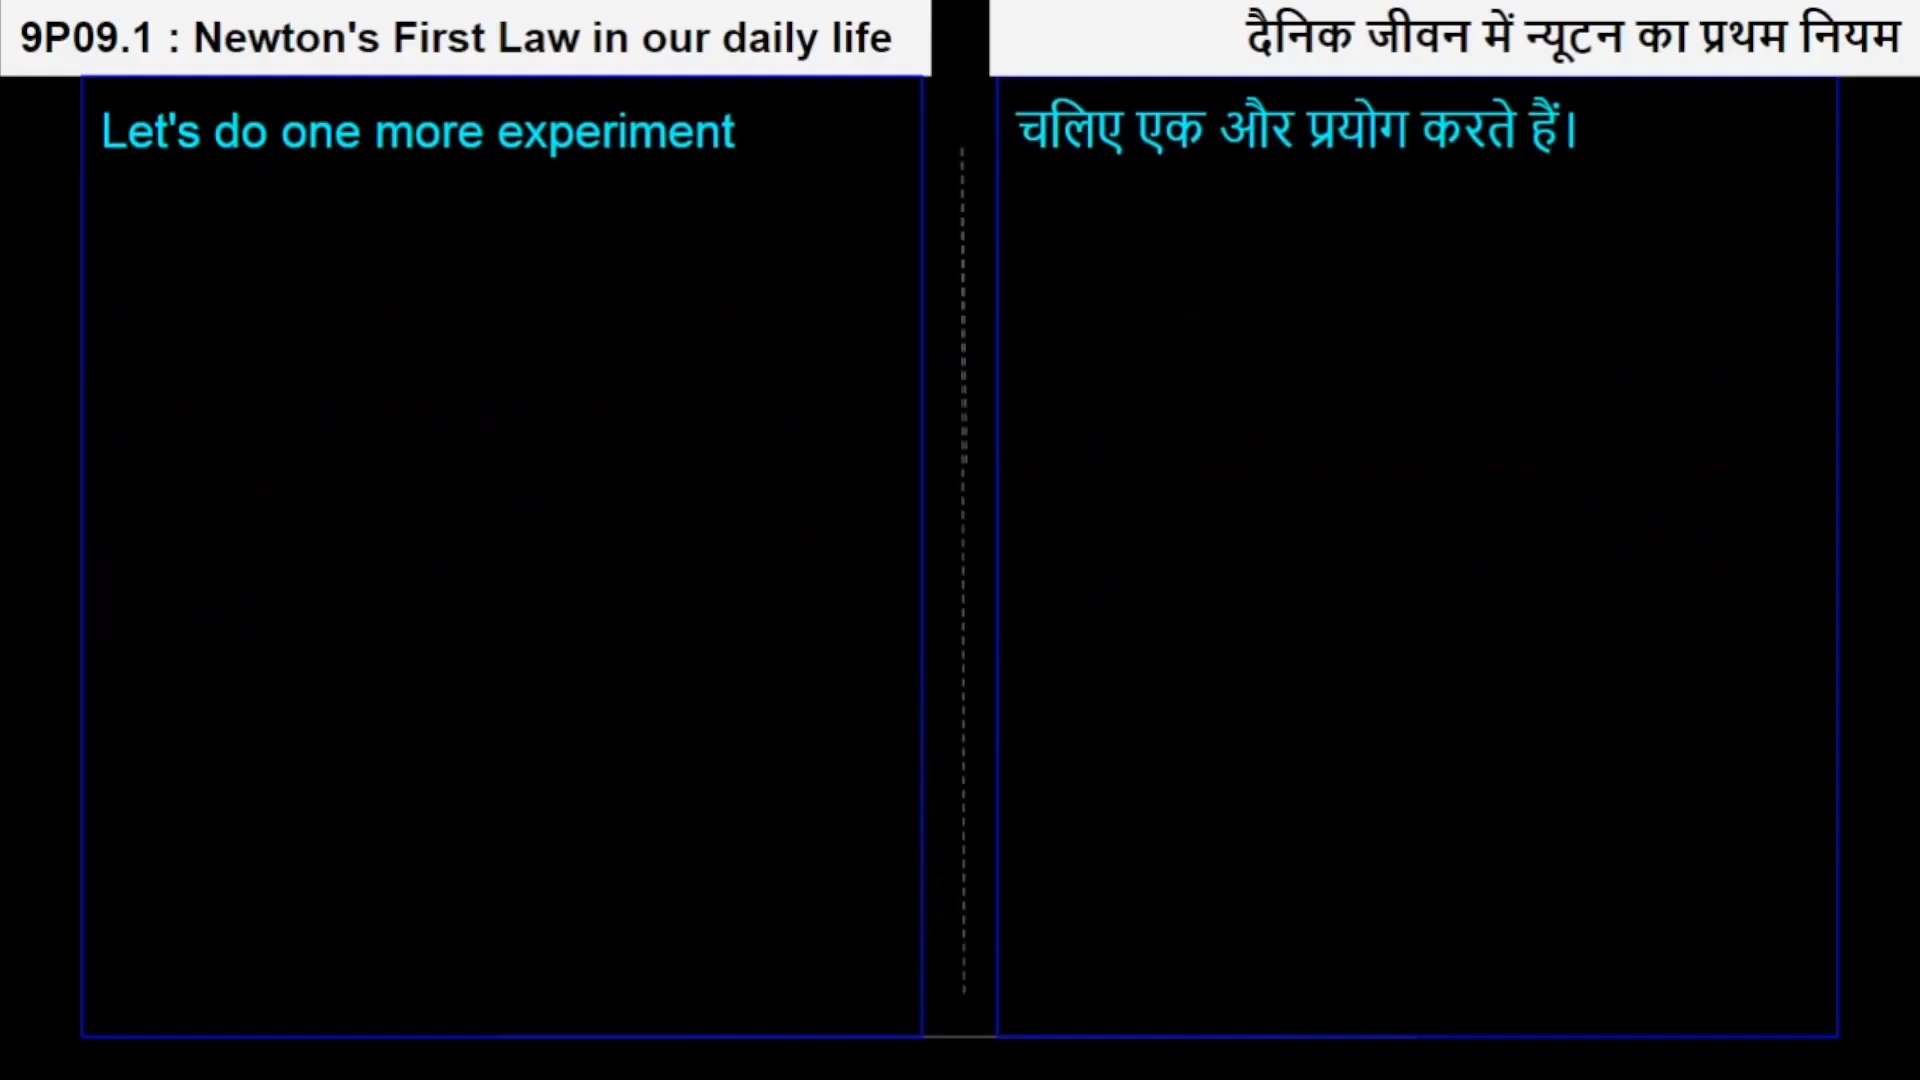 9P09.1 : Newton's First Law in our daily life
दैनिक जीवन में न्यूटन का प्रथम नियम
Let's do one more experiment
चलिए एक और प्रयोग करते हैं।